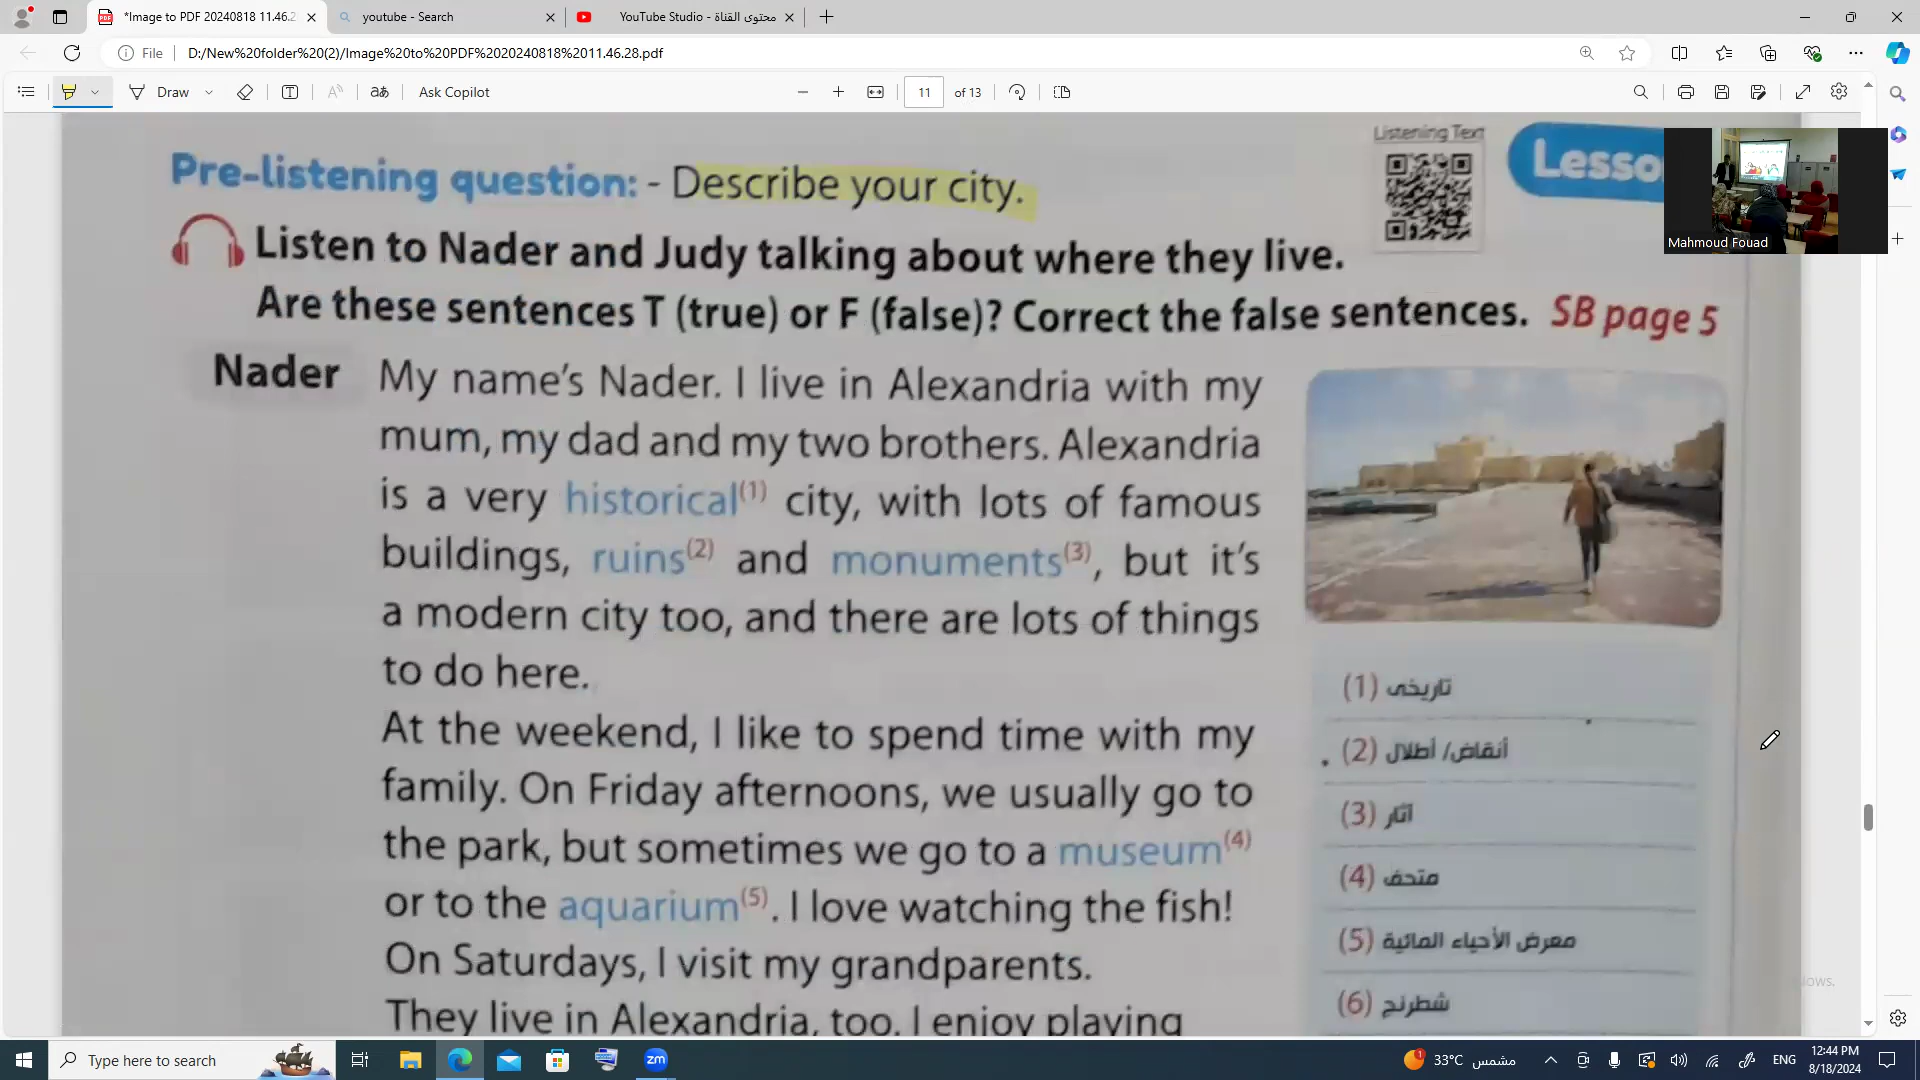 *Image to PDF 20240818 11.46.2
youtube - Search
YouTube Studio - محتوى القناة
File
D:/New%20folder%20(2)/Image%20to%20PDF%2020240818%2011.46.28.pdf
Draw
Ask Copilot
11 of 13
Pre-listening question: - Describe your city.
Listening Text
Lesso
Mahmoud Fouad
Listen to Nader and Judy talking about where they live.
Are these sentences T (true) or F (false)? Correct the false sentences. SB page 5
Nader My name's Nader. I live in Alexandria with my
mum, my dad and my two brothers. Alexandria
is a very historical(1) city, with lots of famous
buildings, ruins(2) and monuments(3), but it's
a modern city too, and there are lots of things
to do here.
At the weekend, I like to spend time with my
family. On Friday afternoons, we usually go to
the park, but sometimes we go to a museum(4)
or to the aquarium(5). I love watching the fish!
On Saturdays, I visit my grandparents.
They live in Alexandria, too. I enjoy playing
(1) تاريخى
(2) أنقاض/ أطلال
(3) آثار
(4) متحف
(5) معرض الأحياء المائية
(6) شطرنج
ows.
Type here to search
zm
1
33°C مشمس
ENG
12:44 PM
8/18/2024